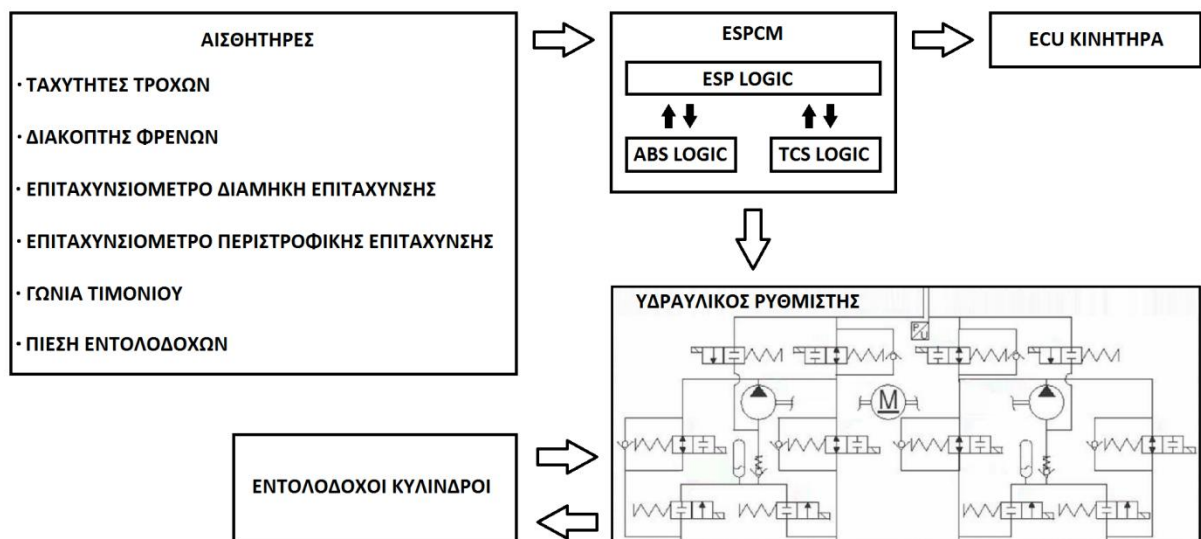 ΑΙΣΘΗΤΗΡΕΣ
· ΤΑΧΥΤΗΤΕΣ ΤΡΟΧΩΝ
· ΔΙΑΚΟΠΤΗΣ ΦΡΕΝΩΝ
· ΕΠΙΤΑΧΥΝΣΙΟΜΕΤΡΟ ΔΙΑΜΗΚΗ ΕΠΙΤΑΧΥΝΣΗΣ
· ΕΠΙΤΑΧΥΝΣΙΟΜΕΤΡΟ ΠΕΡΙΣΤΡΟΦΙΚΗΣ ΕΠΙΤΑΧΥΝΣΗΣ
· ΓΩΝΙΑ ΤΙΜΟΝΙΟΥ
· ΠΙΕΣΗ ΕΝΤΟΛΟΔΟΧΩΝ
ESPCM
ESP LOGIC
ABS LOGIC
TCS LOGIC
ECU ΚΙΝΗΤΗΡΑ
ΥΔΡΑΥΛΙΚΟΣ ΡΥΘΜΙΣΤΗΣ
P
U
M
ΕΝΤΟΛΟΔΟΧΟΙ ΚΥΛΙΝΔΡΟΙ